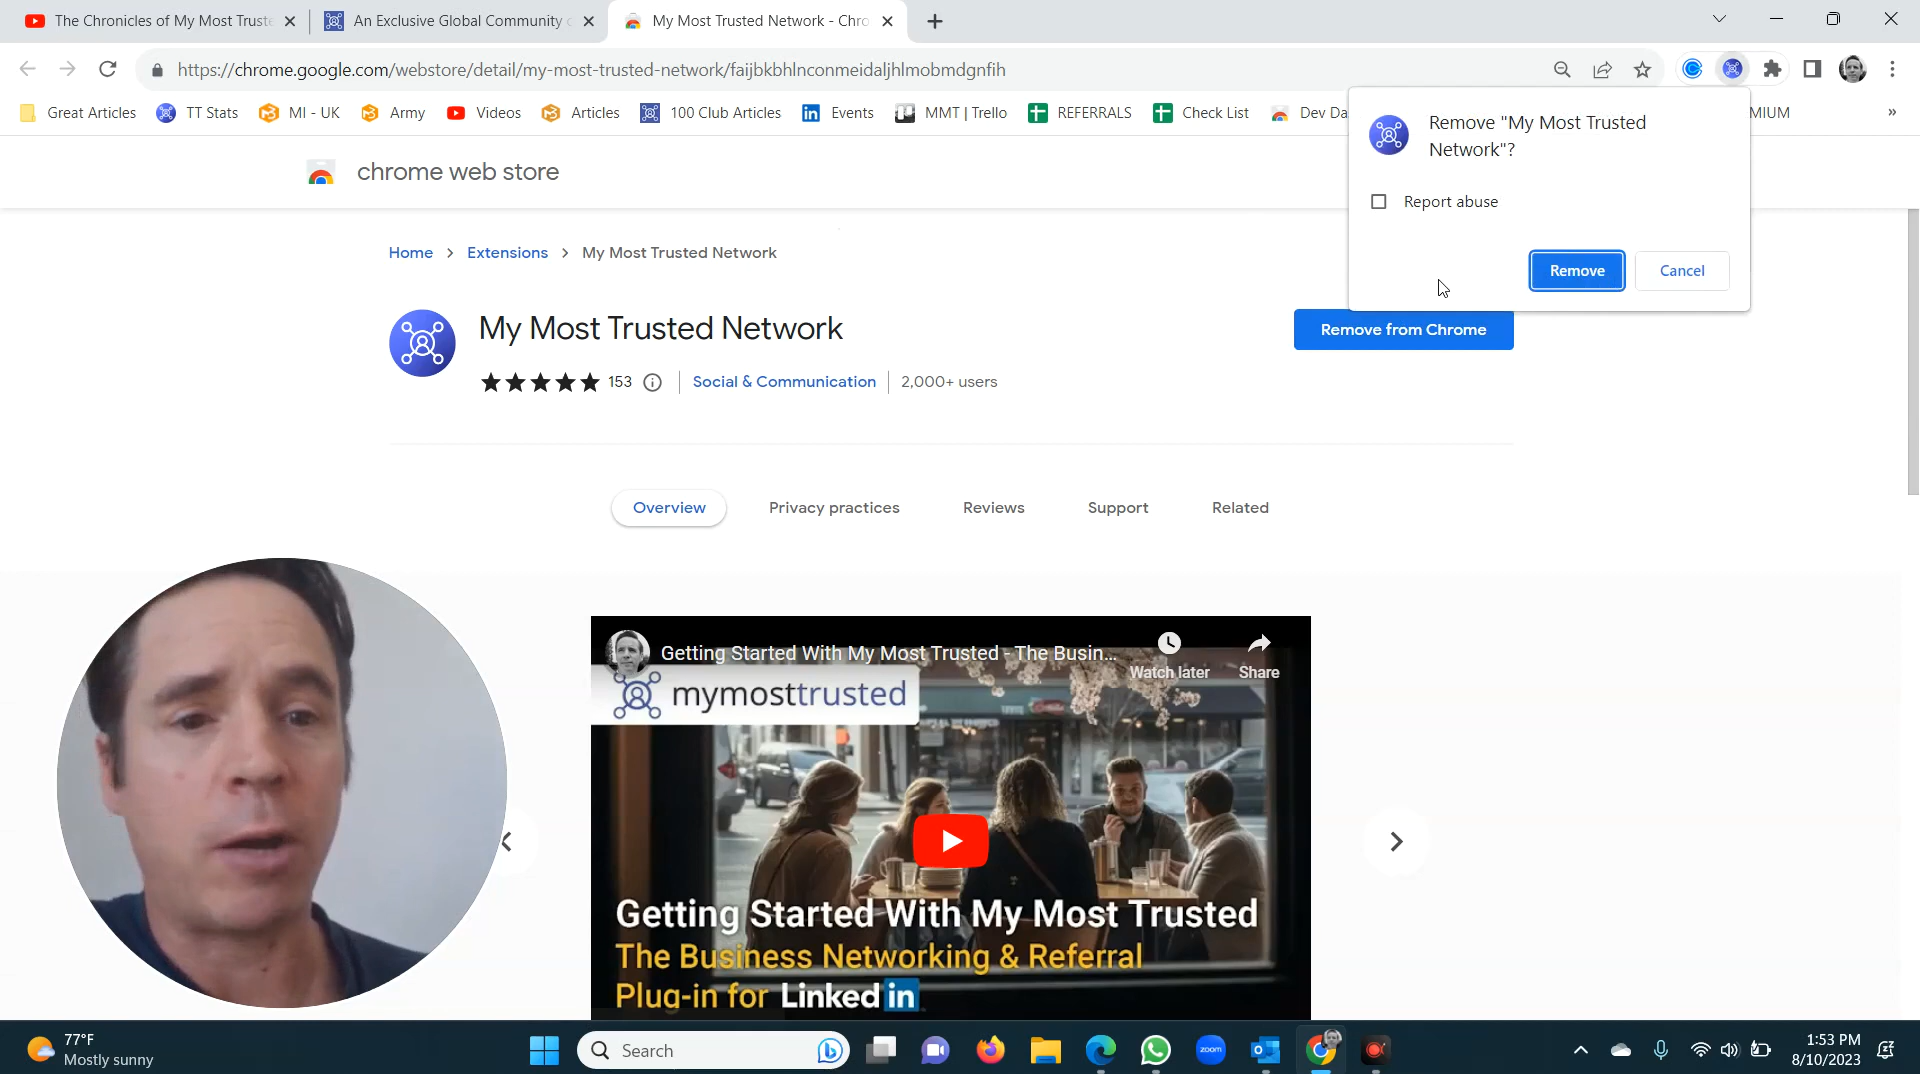 The Chronicles of My Most Truste
An Exclusive Global Community o
My Most Trusted Network - Chro
https://chrome.google.com/webstore/detail/my-most-trusted-network/faijbkbhlnconmeidaljhlmobmdgnfih
Great Articles
TT Stats
MI - UK
Army
Videos
Articles
100 Club Articles
Events
MMT | Trello
REFERRALS
Check List
Dev Da
MIUM
»
Remove "My Most Trusted
Network"?
Report abuse
Remove
Cancel
chrome web store
Home > Extensions > My Most Trusted Network
My Most Trusted Network
Remove from Chrome
153
Social & Communication
2,000+ users
Overview
Privacy practices
Reviews
Support
Related
Getting Started With My Most Trusted - The Busin...
Watch later
Share
mymosttrusted
Getting Started With My Most Trusted
The Business Networking & Referral
Plug-in for Linked in
77°F
Mostly sunny
Search
zoom
1:53 PM
8/10/2023